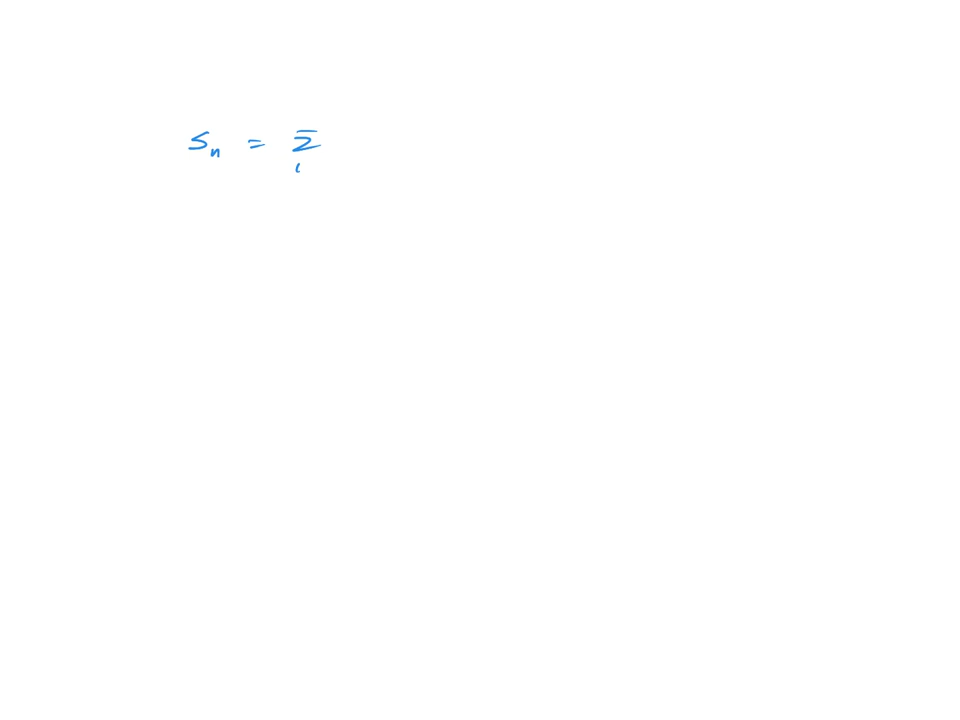 Sₙ = Σ
ι